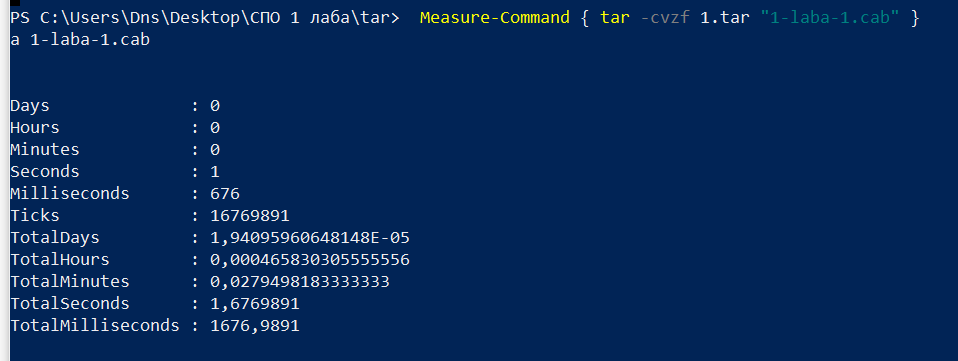 PS C:\Users\Dns\Desktop\СПО 1 лаба\tar>  Measure-Command { tar -cvzf 1.tar "1-laba-1.cab" }
a 1-laba-1.cab
Days              : 0
Hours             : 0
Minutes           : 0
Seconds           : 1
Milliseconds      : 676
Ticks             : 16769891
TotalDays         : 1,94095960648148E-05
TotalHours        : 0,000465830305555556
TotalMinutes      : 0,0279498183333333
TotalSeconds      : 1,6769891
TotalMilliseconds : 1676,9891